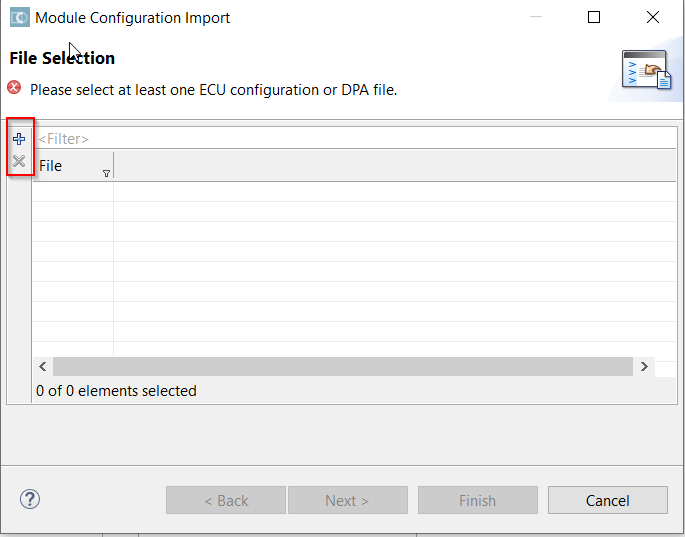 Module Configuration Import
File Selection
Please select at least one ECU configuration or DPA file.
<Filter>
File
0 of 0 elements selected
< Back
Next >
Finish
Cancel